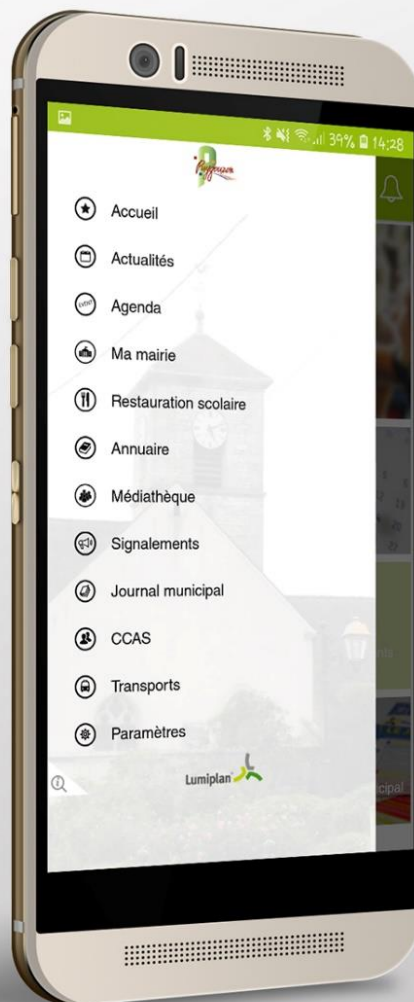 39% 14:28
Accueil
Actualités
Agenda
Ma mairie
Restauration scolaire
Annuaire
Médiathèque
Signalements
Journal municipal
CCAS
Transports
Paramètres
Lumiplan